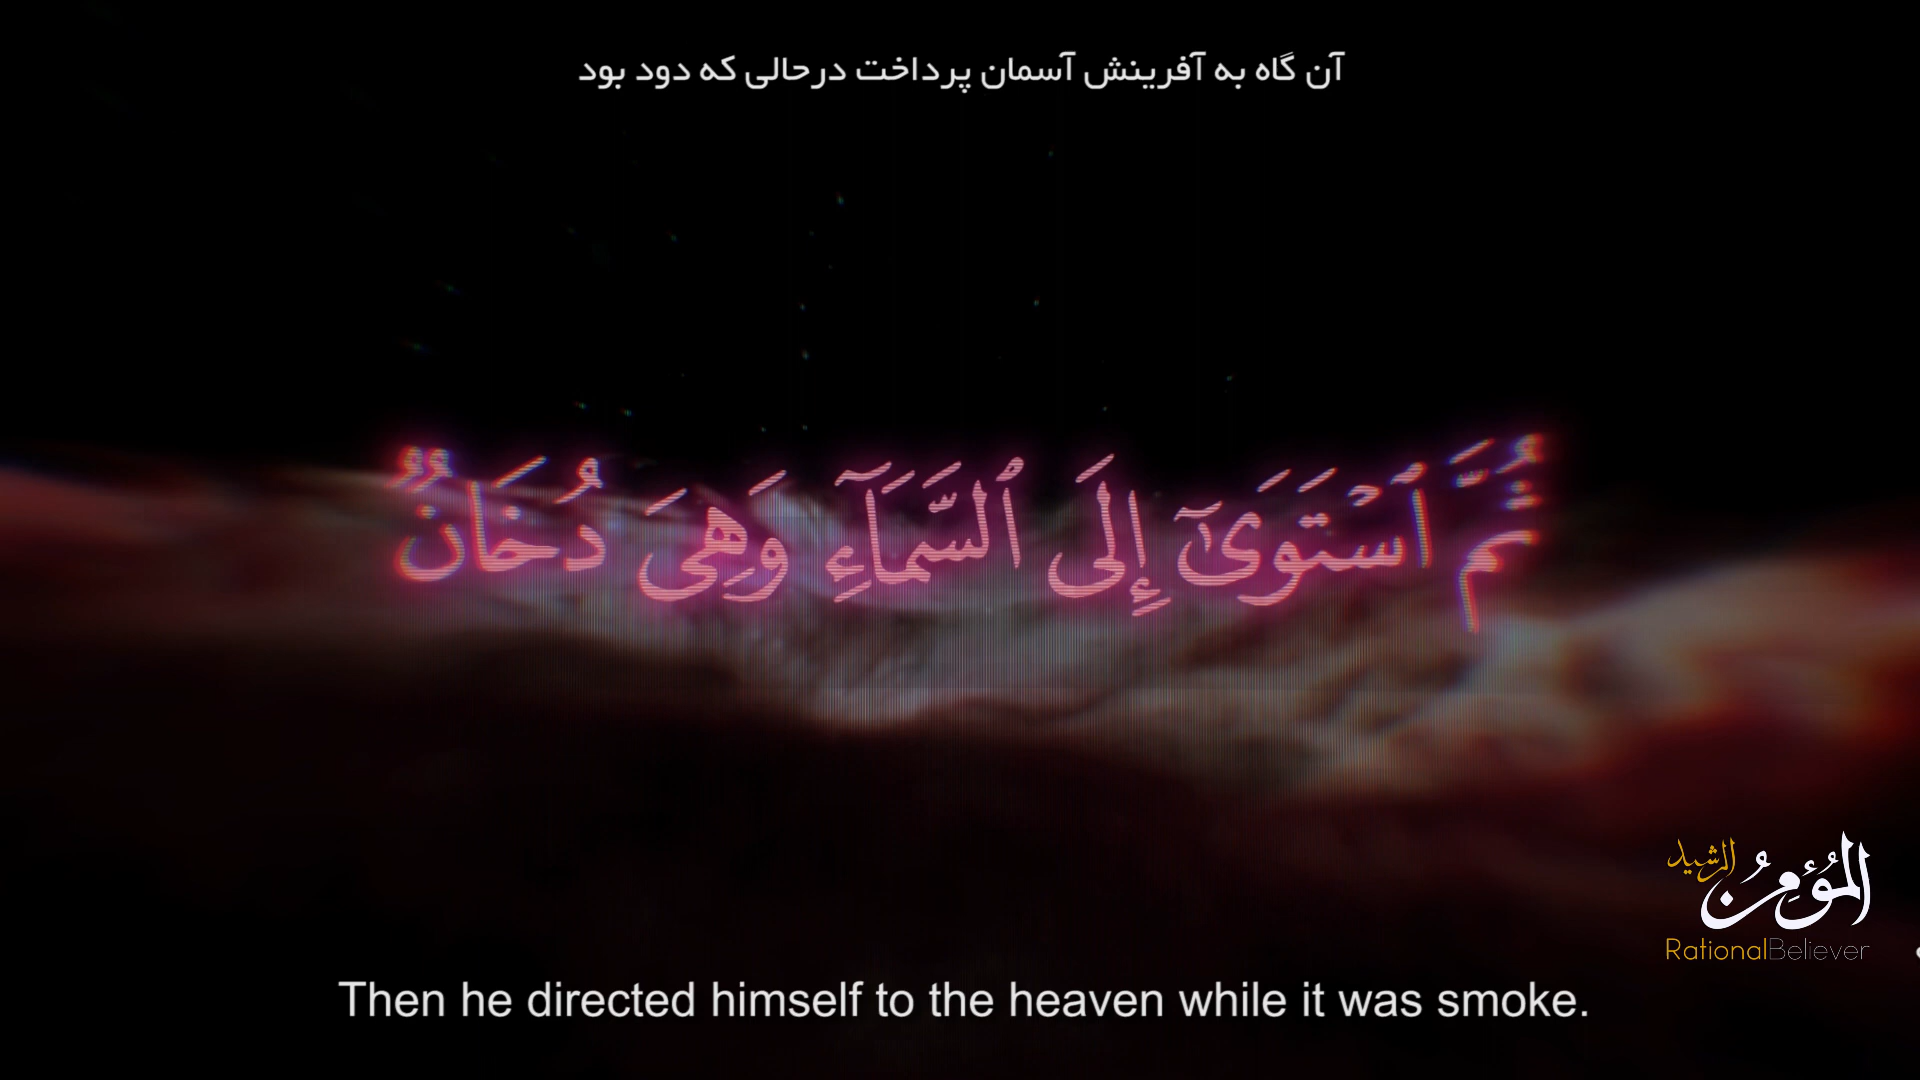 آن گاه به آفرینش آسمان پرداخت درحالی که دود بود
ثُمَّ ٱسْتَوَىٰٓ إِلَى ٱلسَّمَآءِ وَهِىَ دُخَانٌ
المؤمن الرشيد
RationalBeliever
Then he directed himself to the heaven while it was smoke.